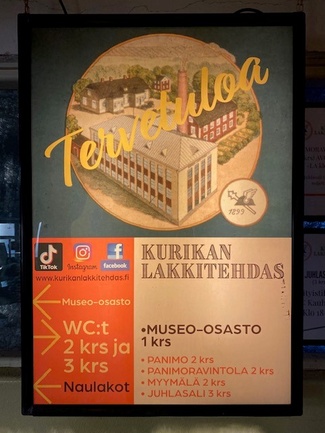 Tervetuloa
1893
TikTok
Instagram
facebook
www.kurikanlakkitehdas.fi
Museo-osasto
WC:t
2 krs ja
3 krs
Naulakot
KURIKAN
LAKKITEHDAS
•MUSEO-OSASTO
1 krs
• PANIMO 2 krs
• PANIMORAVINTOLA 2 krs
• MYYMÄLÄ 2 krs
• JUHLASALI 3 krs